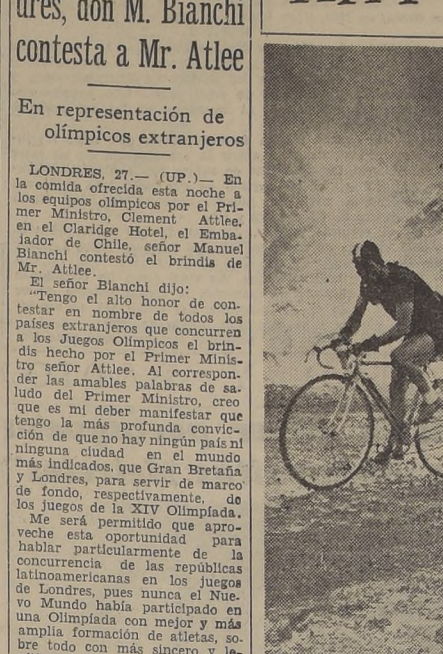 dres, don M. Bianchi
contesta a Mr. Atlee
En representación de
olímpicos extranjeros
LONDRES, 27.— (UP.)— En
la comida ofrecida esta noche a
los equipos olímpicos por el Pri-
mer Ministro, Clement Attlee,
en el Claridge Hotel, el Emba-
jador de Chile, señor Manuel
Bianchi contestó el brindis de
Mr. Attlee.
El señor Bianchi dijo:
"Tengo el alto honor de con-
testar en nombre de todos los
países extranjeros que concurren
a los Juegos Olímpicos el brin-
dis hecho por el Primer Minis-
tro señor Attlee. Al correspon-
der las amables palabras de sa-
ludo del Primer Ministro, creo
que es mi deber manifestar que
tengo la más profunda convic-
ción de que no hay ningún país ni
ninguna ciudad en el mundo
más indicados, que Gran Bretaña
y Londres, para servir de marco
de fondo, respectivamente, de
los juegos de la XIV Olimpíada.
Me será permitido que apro-
veche esta oportunidad para
hablar particularmente de la
concurrencia de las repúblicas
latinoamericanas en los juegos
de Londres, pues nunca el Nue-
vo Mundo había participado en
una Olimpíada con mejor y más
amplia formación de atletas, so-
bre todo con más sincero y le-